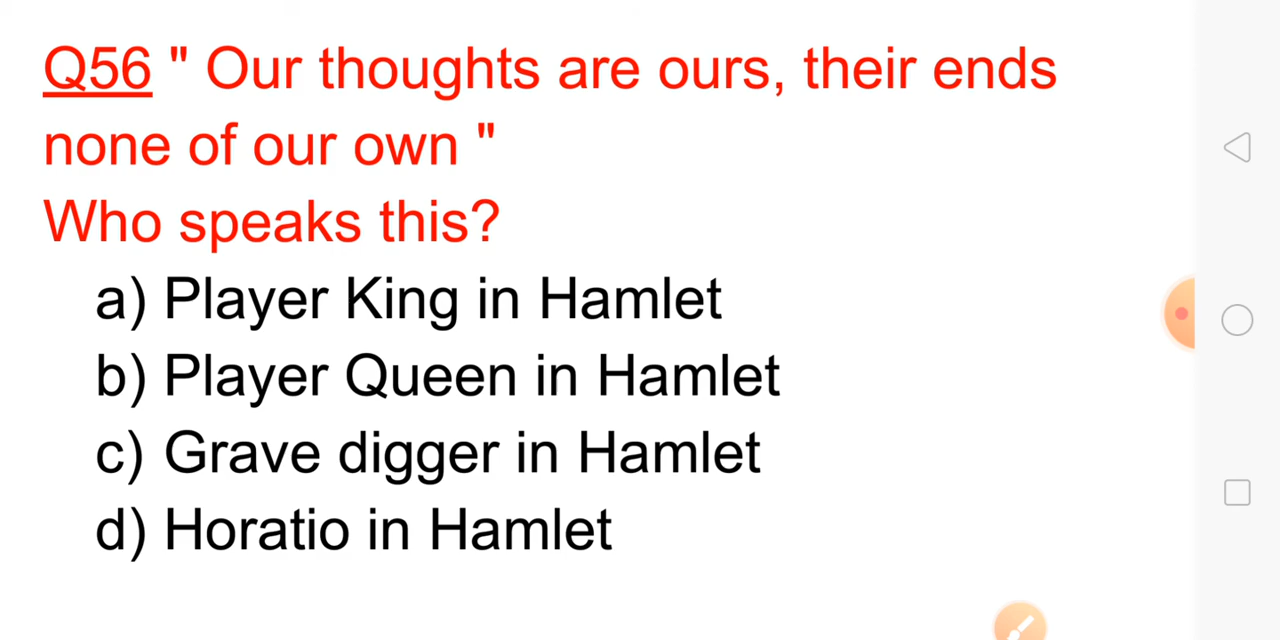 Q56 " Our thoughts are ours, their ends
none of our own "
Who speaks this?
a) Player King in Hamlet
b) Player Queen in Hamlet
c) Grave digger in Hamlet
d) Horatio in Hamlet